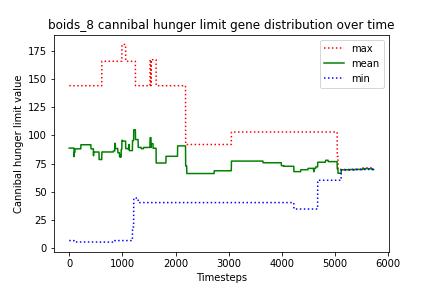 boids_8 cannibal hunger limit gene distribution over time
max
mean
min
Cannibal hunger limit value
175
150
125
100
75
50
25
0
0
1000
2000
3000
4000
5000
6000
Timesteps